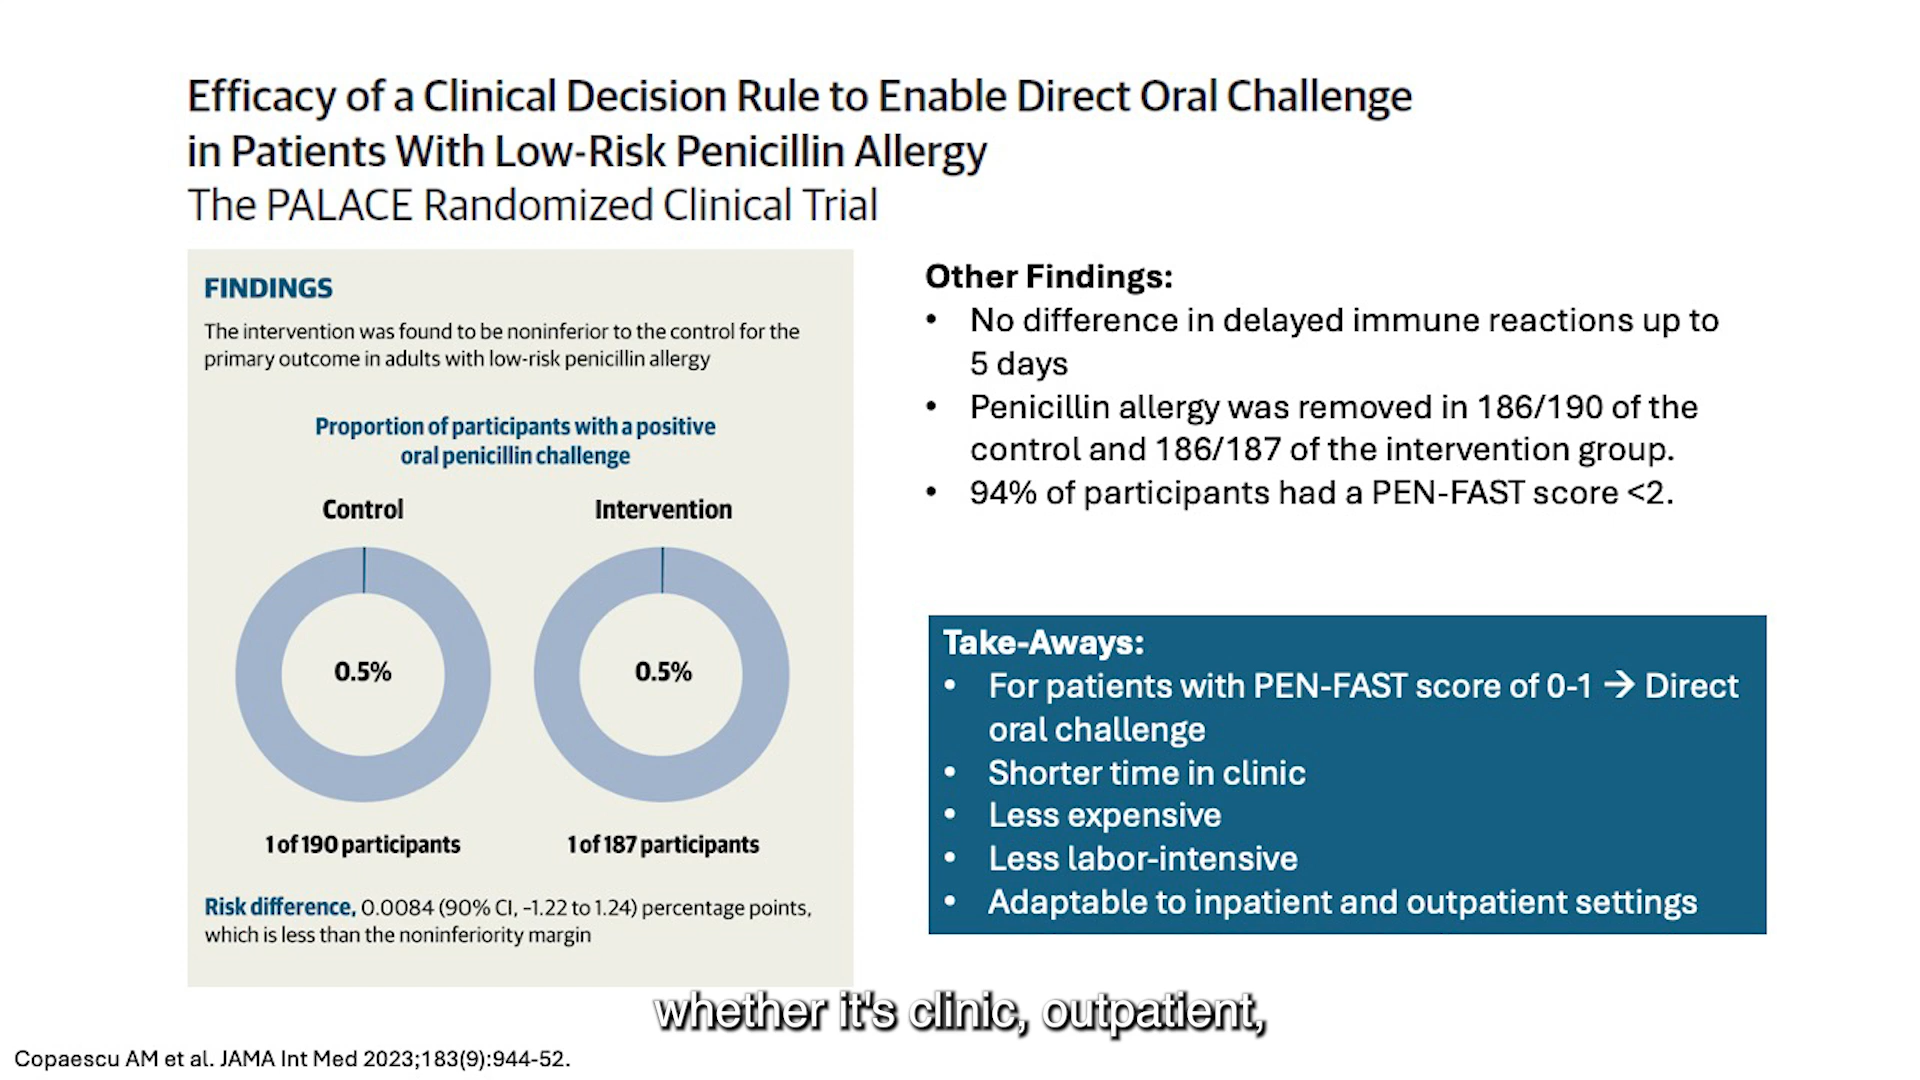 Efficacy of a Clinical Decision Rule to Enable Direct Oral Challenge
in Patients With Low-Risk Penicillin Allergy
The PALACE Randomized Clinical Trial
FINDINGS
The intervention was found to be noninferior to the control for the
primary outcome in adults with low-risk penicillin allergy
Proportion of participants with a positive
oral penicillin challenge
Control
Intervention
0.5%
0.5%
1 of 190 participants
1 of 187 participants
Risk difference, 0.0084 (90% CI, -1.22 to 1.24) percentage points,
which is less than the noninferiority margin
Other Findings:
• No difference in delayed immune reactions up to
5 days
• Penicillin allergy was removed in 186/190 of the
control and 186/187 of the intervention group.
• 94% of participants had a PEN-FAST score <2.
Take-Aways:
• For patients with PEN-FAST score of 0-1 → Direct
oral challenge
• Shorter time in clinic
• Less expensive
• Less labor-intensive
• Adaptable to inpatient and outpatient settings
whether it's clinic, outpatient,
Copaescu AM et al. JAMA Int Med 2023;183(9):944-52.